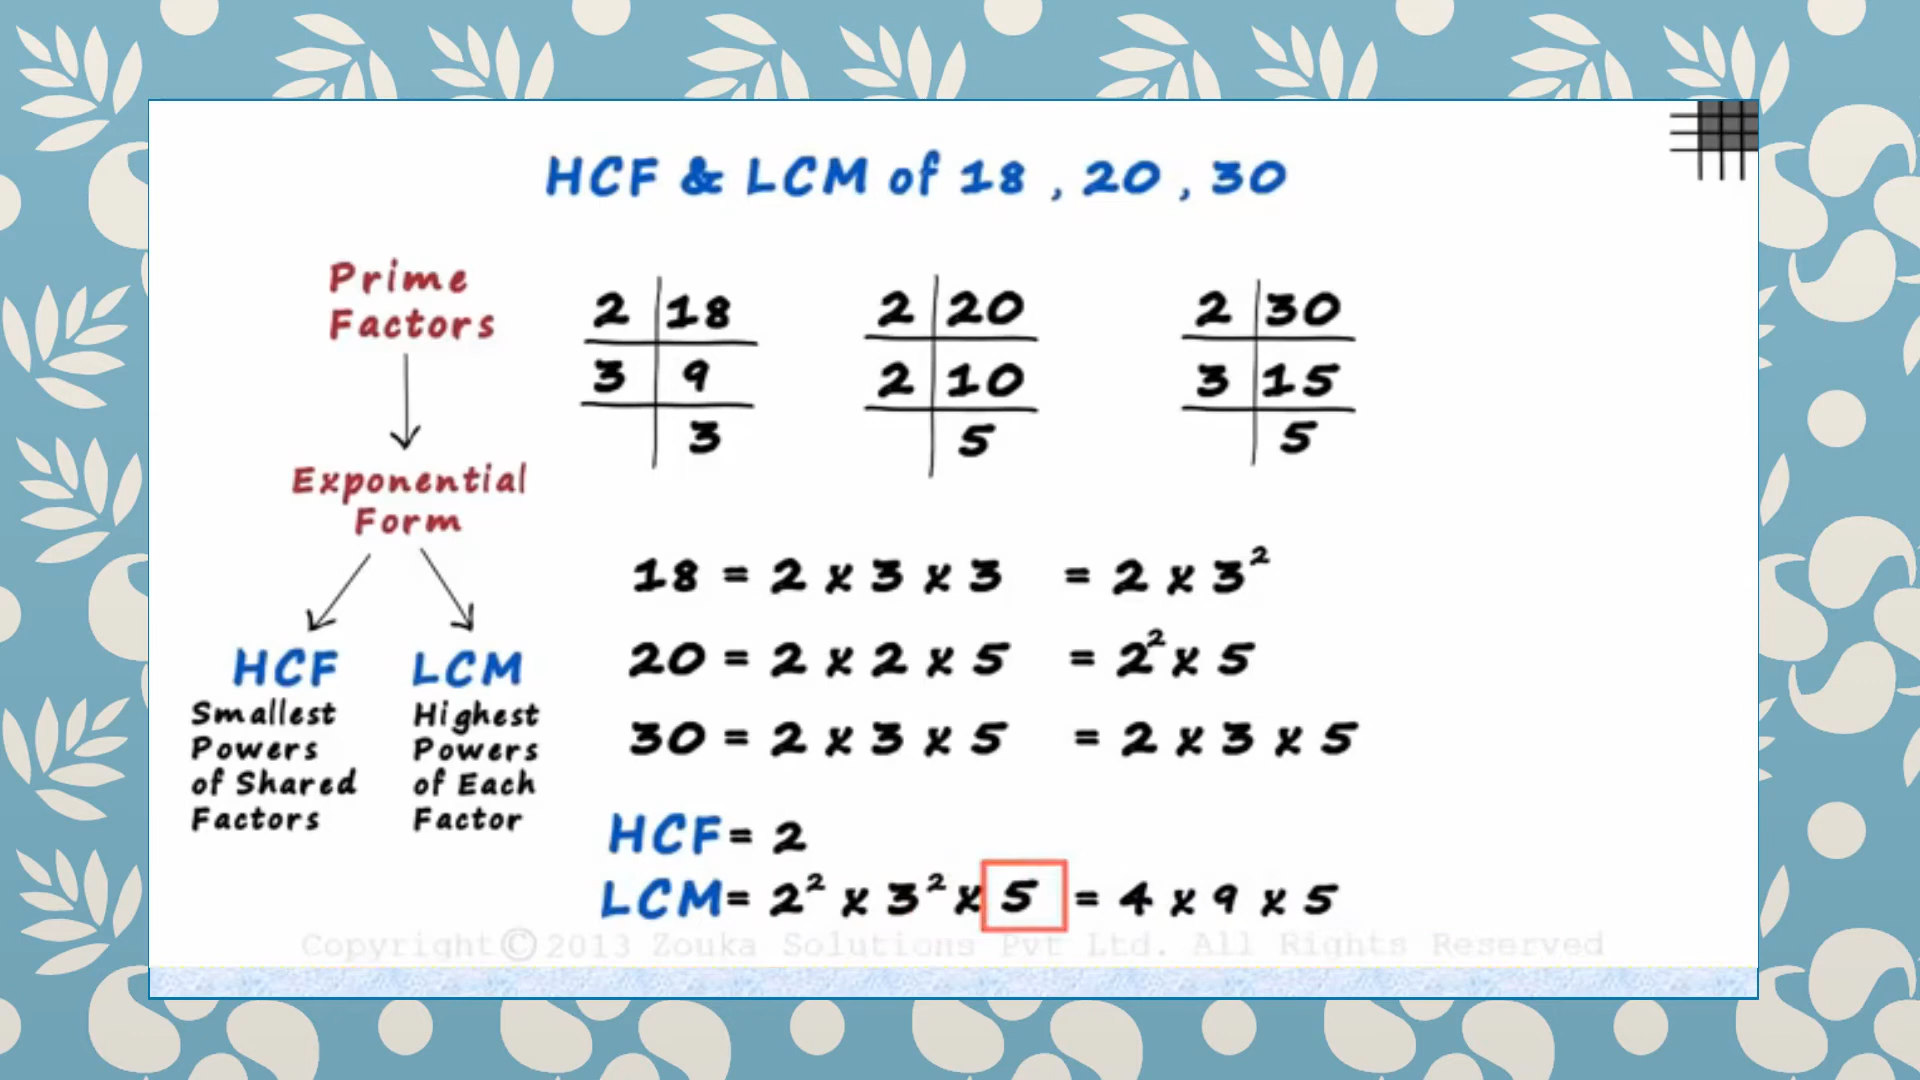 HCF & LCM of 18 , 20 , 30
Prime
Factors
Exponential
Form
HCF
Smallest
Powers
of Shared
Factors
LCM
Highest
Powers
of Each
Factor
2 18
3 9
3
2 20
2 10
5
2 30
3 15
5
18 = 2 x 3 x 3 = 2 x 3²
20 = 2 x 2 x 5 = 2² x 5
30 = 2 x 3 x 5 = 2 x 3 x 5
HCF = 2
LCM = 2² x 3² x 5 = 4 x 9 x 5
Copyright © 2013 Zouka Solutions Pvt Ltd. All Rights Reserved